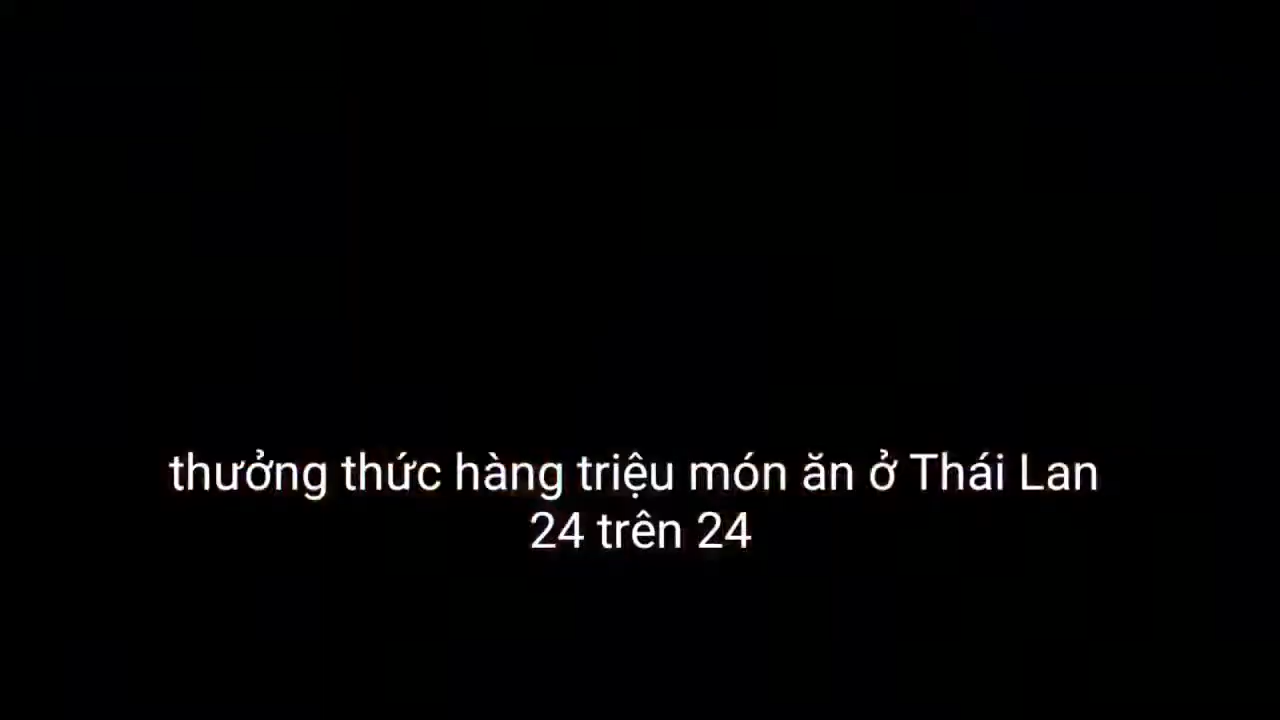 thưởng thức hàng triệu món ăn ở Thái Lan
24 trên 24